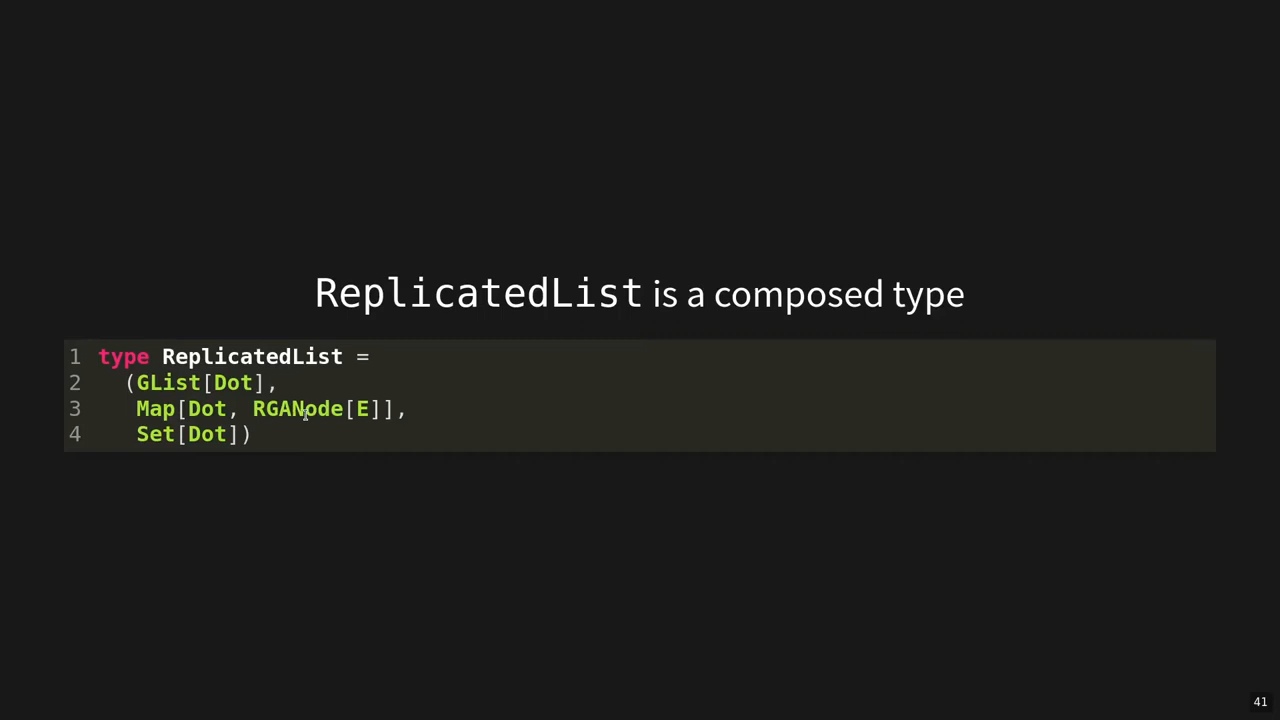 ReplicatedList is a composed type
1 type ReplicatedList =
2 (GList[Dot],
3 Map[Dot, RGANode[E]],
4 Set[Dot])
41